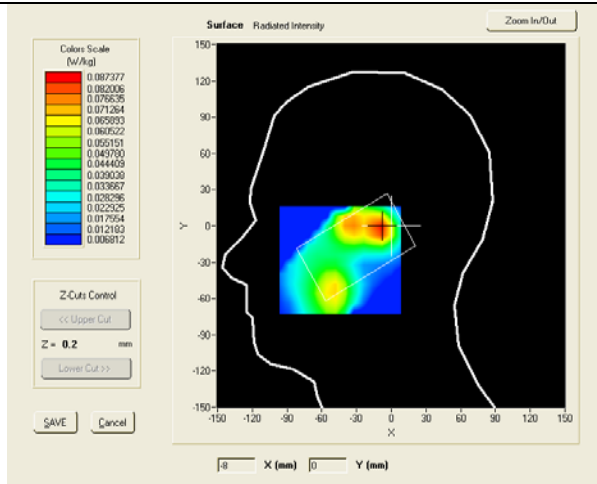 Surface Radiated Intensity
Zoom In/Out
Colors Scale
(W/kg)
0.087377
0.082006
0.076635
0.071264
0.065893
0.060522
0.055151
0.049780
0.044409
0.039038
0.033667
0.028296
0.022925
0.017554
0.012183
0.006812
Z-Cuts Control
<< Upper Cut
Z = 0.2 mm
Lower Cut >>
SAVE Cancel
150-
120-
90-
60-
30-
Y
0-
-30-
-60-
-90-
-120-
-150-
-150 -120 -90 -60 -30 0 30 60 90 120 150
X
-8 X (mm) 0 Y (mm)